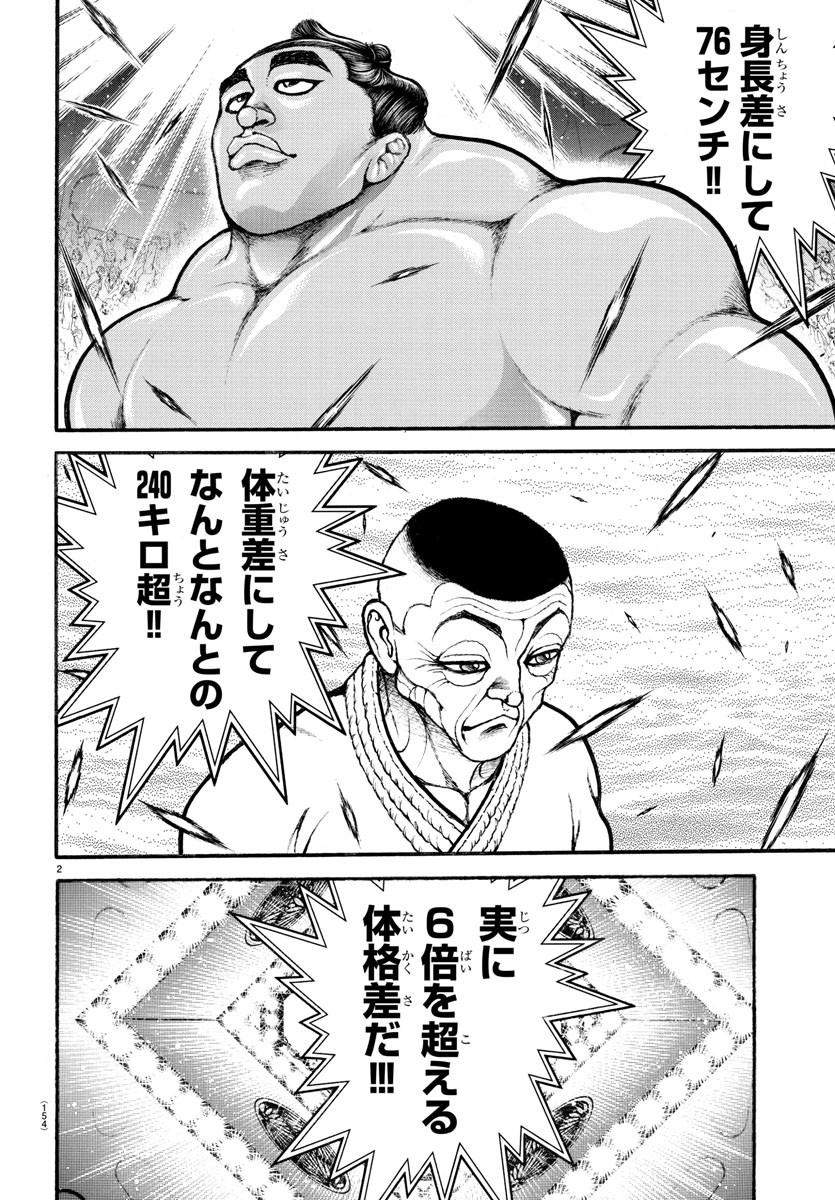 身長差にして
76センチ!!
体重差にして
なんとなんとの
240キロ超!!
実に
6倍を超える
体格差だ!!!
2
(154)